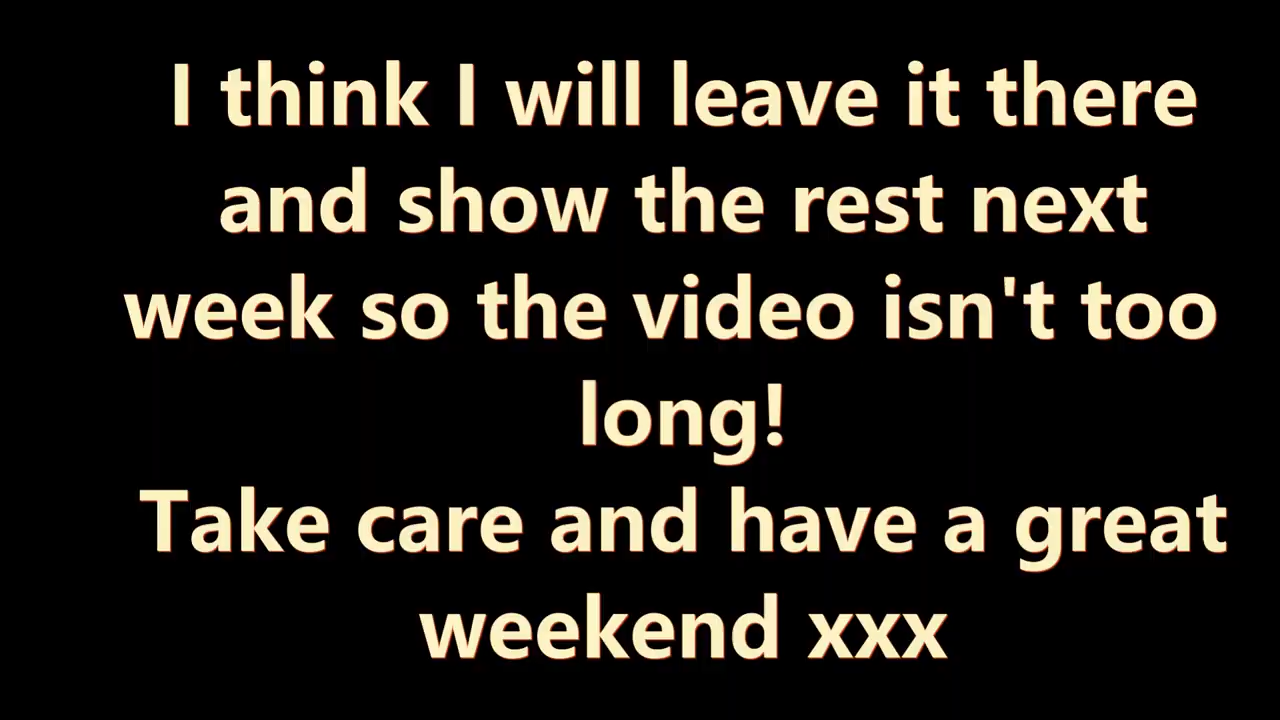 I think I will leave it there
and show the rest next
week so the video isn't too
long!
Take care and have a great
weekend xxx